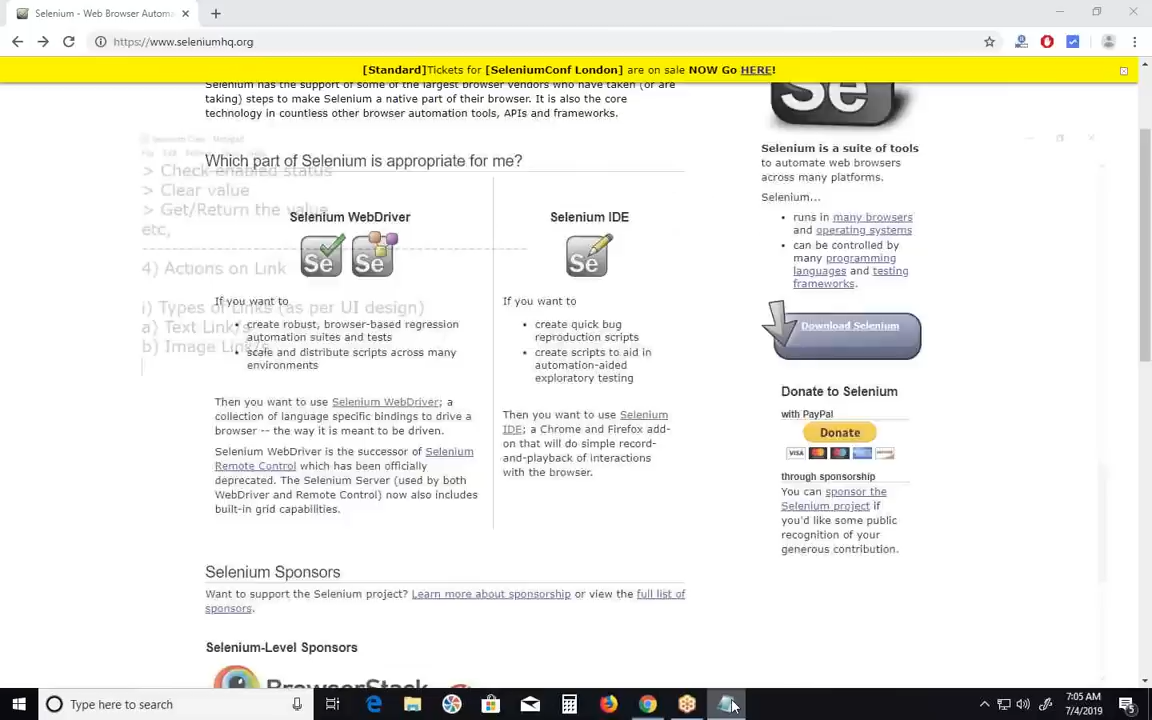 Selenium - Web Browser Automa
https://www.seleniumhq.org
[Standard]Tickets for [SeleniumConf London] are on sale NOW Go HERE!
Selenium has the support of some of the largest browser vendors who have taken (or are
taking) steps to make Selenium a native part of their browser. It is also the core
technology in countless other browser automation tools, APIs and frameworks.
Which part of Selenium is appropriate for me?
Selenium WebDriver
Se
Se
If you want to
create robust, browser-based regression
automation suites and tests
scale and distribute scripts across many
environments
Then you want to use Selenium WebDriver; a
collection of language specific bindings to drive a
browser -- the way it is meant to be driven.
Selenium WebDriver is the successor of Selenium
Remote Control which has been officially
deprecated. The Selenium Server (used by both
WebDriver and Remote Control) now also includes
built-in grid capabilities.
Selenium IDE
Se
If you want to
create quick bug
reproduction scripts
create scripts to aid in
automation-aided
exploratory testing
Then you want to use Selenium
IDE; a Chrome and Firefox add-
on that will do simple record-
and-playback of interactions
with the browser.
Selenium Sponsors
Want to support the Selenium project? Learn more about sponsorship or view the full list of
sponsors.
Selenium-Level Sponsors
BrowserStack
Se
Selenium is a suite of tools
to automate web browsers
across many platforms.
Selenium...
runs in many browsers
and operating systems
can be controlled by
many programming
languages and testing
frameworks.
Download Selenium
Donate to Selenium
with PayPal
Donate
VISA
through sponsorship
You can sponsor the
Selenium project if
you'd like some public
recognition of your
generous contribution.
> Check enabled status
> Clear value
> Get/Return the value
etc,
4) Actions on Link
i) Types of Links (as per UI design)
a) Text Link/s
b) Image Link/s
Type here to search
7:05 AM
7/4/2019
5